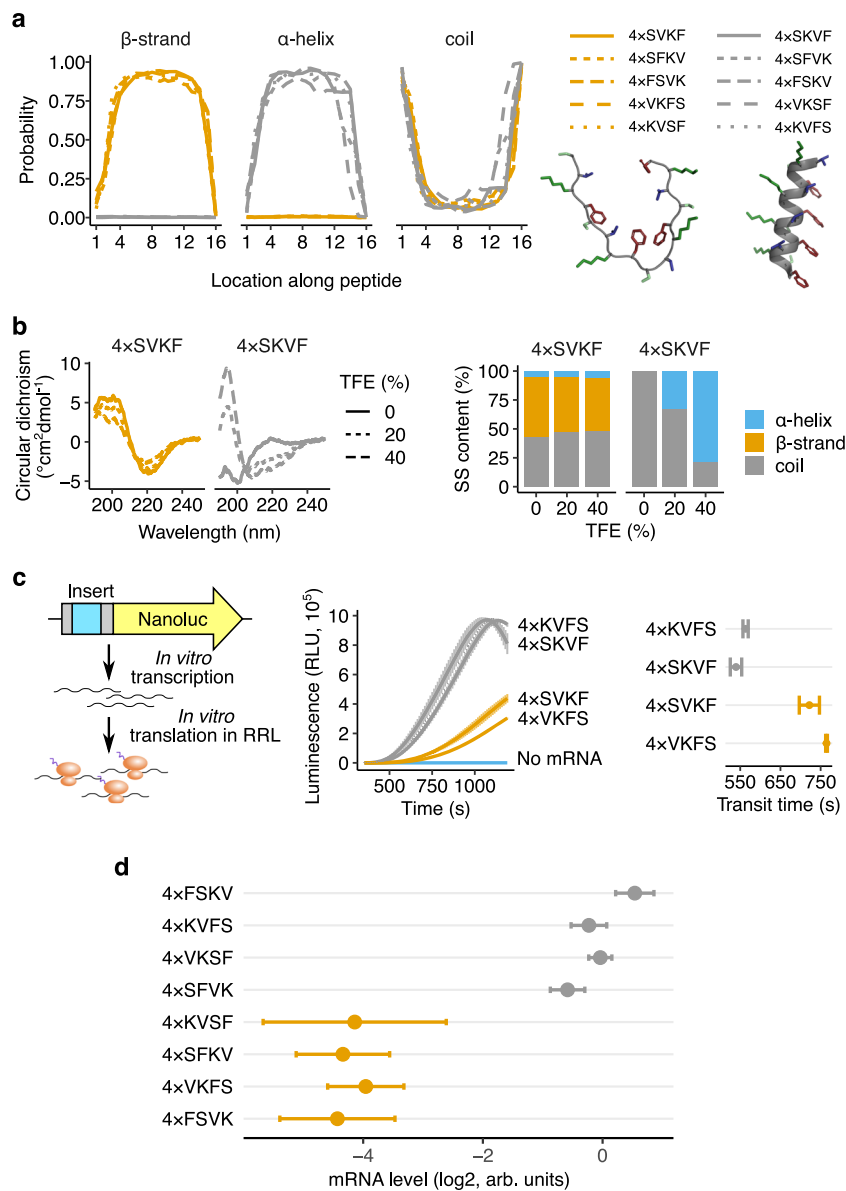 a
β-strand α-helix coil
Probability
1.00
0.75
0.50
0.25
0.00
1 4 8 12 16 1 4 8 12 16 1 4 8 12 16
Location along peptide
4×SVKF 4×SKVF
4×SFKV 4×SFVK
4×FSVK 4×FSKV
4×VKFS 4×VKSF
4×KVSF 4×KVFS
b
4×SVKF 4×SKVF
Circular dichroism
(°cm2dmol-1)
10
5
0
−5
200 220 240 200 220 240
Wavelength (nm)
TFE (%)
0
20
40
4×SVKF 4×SKVF
SS content (%)
100
75
50
25
0
0 20 40 0 20 40
TFE (%)
α-helix
β-strand
coil
c
Insert
Nanoluc
In vitro
transcription
In vitro
translation in RRL
Luminescence (RLU, 105)
10
8
6
4
2
0
500 750 1000
Time (s)
4×KVFS
4×SKVF
4×SVKF
4×VKFS
No mRNA
4×KVFS
4×SKVF
4×SVKF
4×VKFS
550 650 750
Transit time (s)
d
4×FSKV
4×KVFS
4×VKSF
4×SFVK
4×KVSF
4×SFKV
4×VKFS
4×FSVK
−4 −2 0
mRNA level (log2, arb. units)